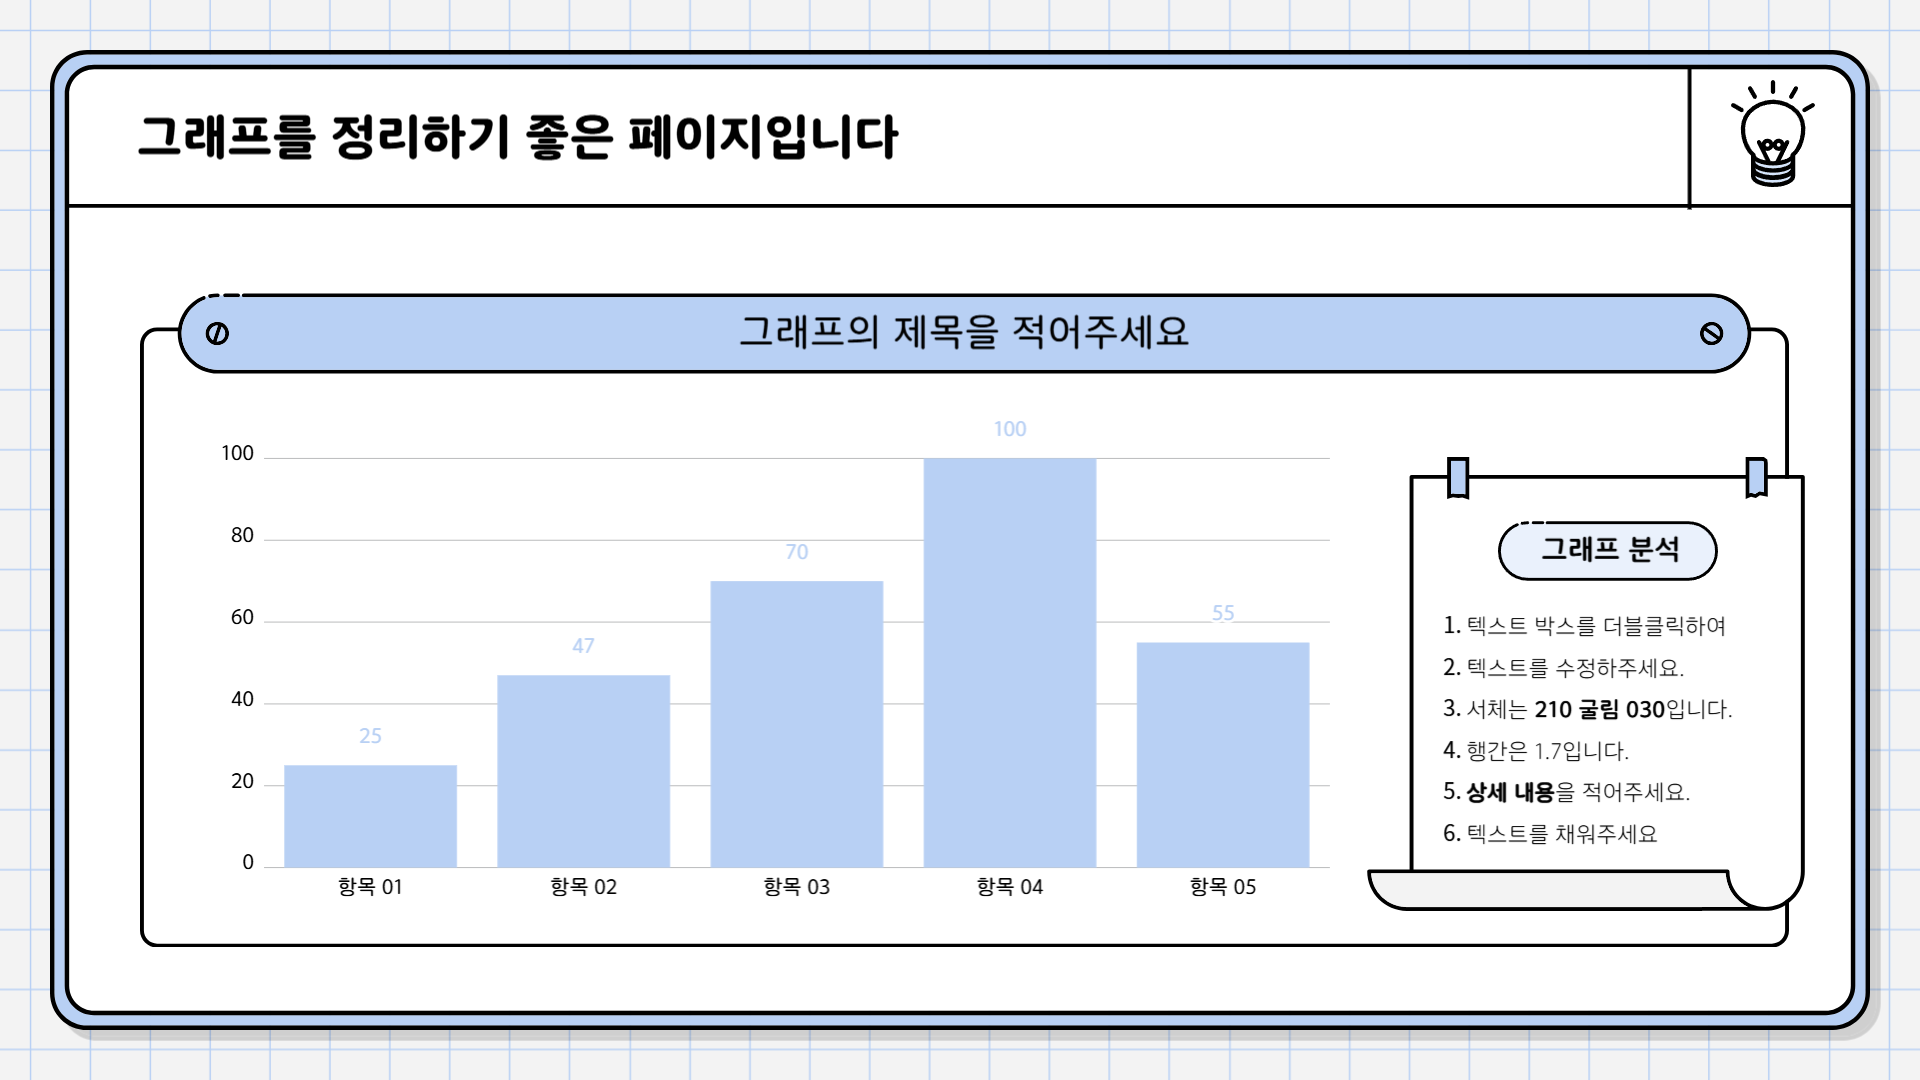 그래프를 정리하기 좋은 페이지입니다
그래프의 제목을 적어주세요
100
80
60
40
20
0
25
47
70
100
55
항목 01
항목 02
항목 03
항목 04
항목 05
그래프 분석
1. 텍스트 박스를 더블클릭하여
2. 텍스트를 수정하주세요.
3. 서체는 210 굴림 030입니다.
4. 행간은 1.7입니다.
5. 상세 내용을 적어주세요.
6. 텍스트를 채워주세요